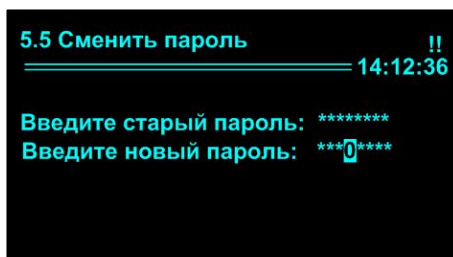 5.5 Сменить пароль !!
14:12:36
Введите старый пароль: ********
Введите новый пароль: ***0****